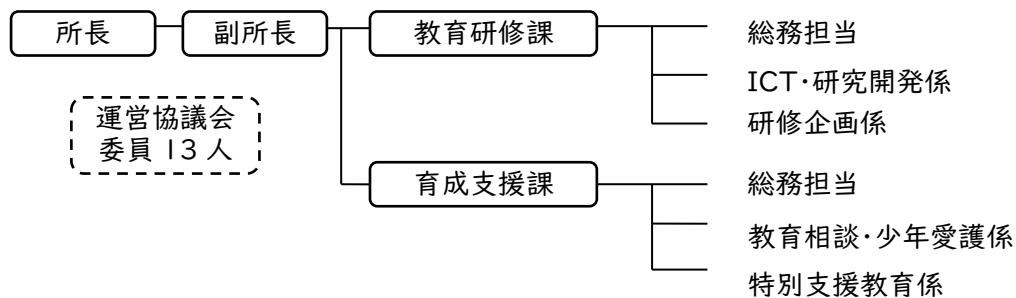 所長
副所長
教育研修課
総務担当
ICT・研究開発係
研修企画係
運営協議会
委員 13 人
育成支援課
総務担当
教育相談・少年愛護係
特別支援教育係